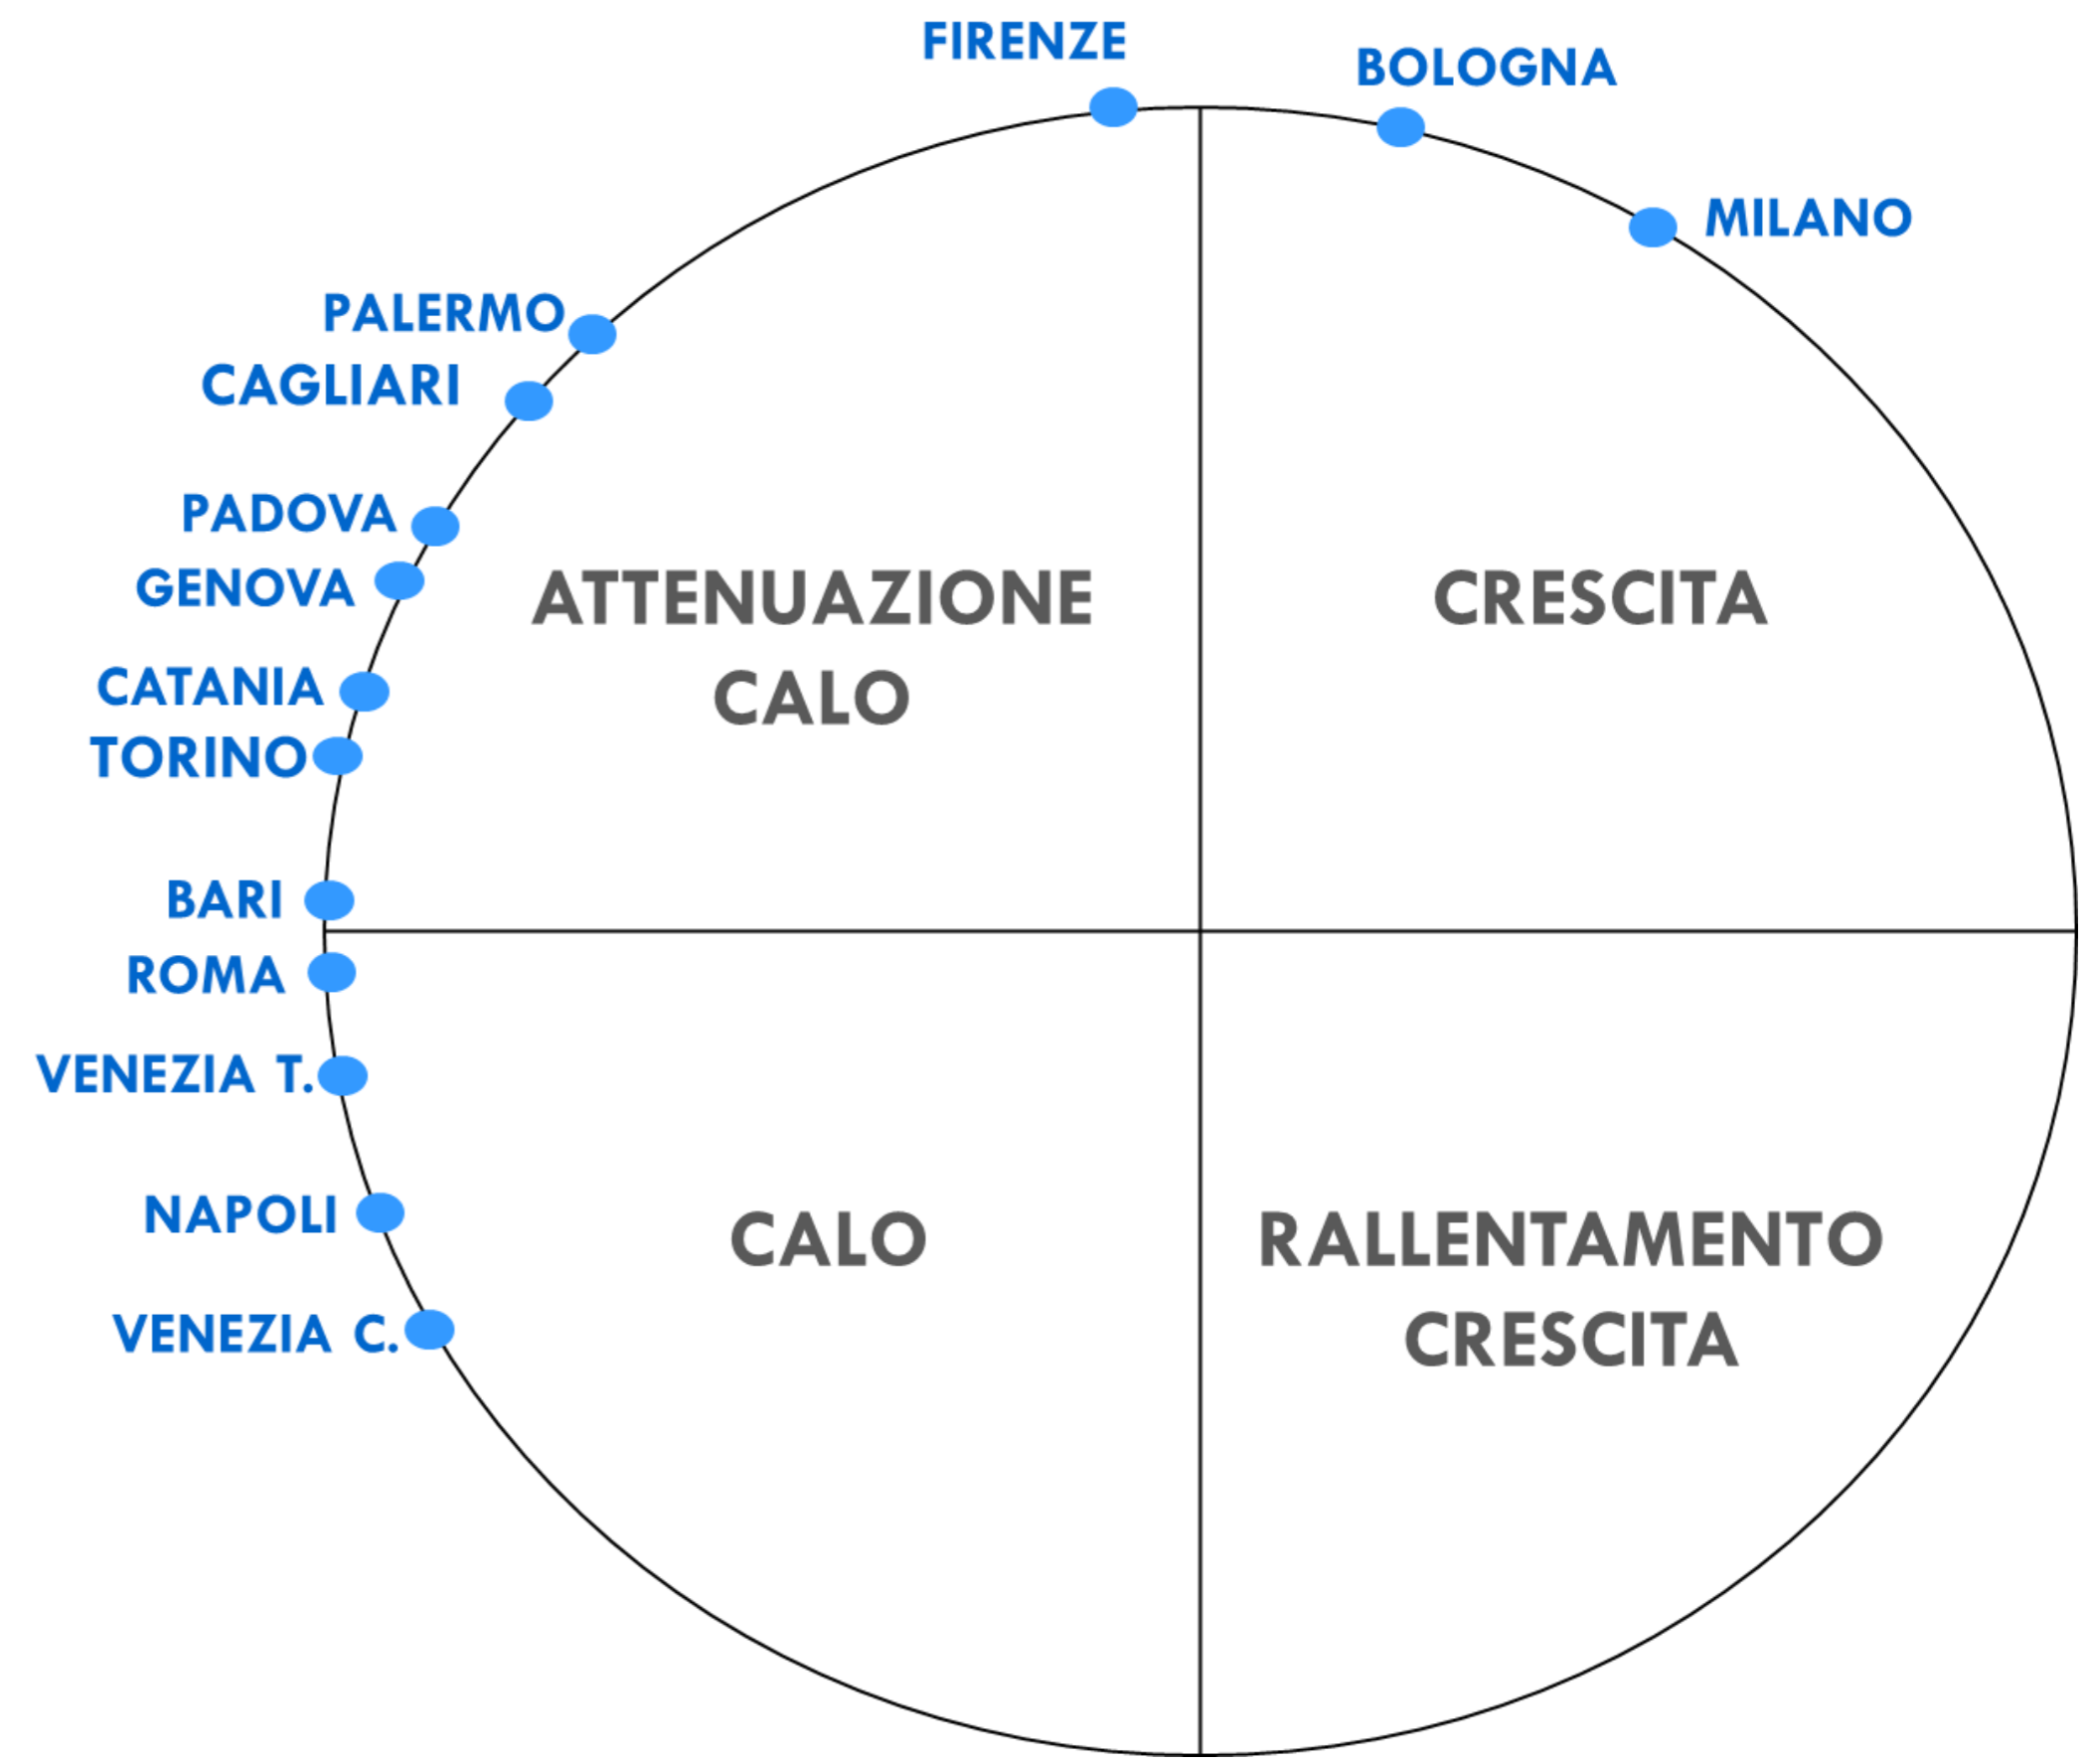 FIRENZE
BOLOGNA
MILANO
PALERMO
CAGLIARI
PADOVA
GENOVA
ATTENUAZIONE
CALO
CRESCITA
CATANIA
TORINO
BARI
ROMA
VENEZIA T.
NAPOLI
CALO
RALLENTAMENTO
CRESCITA
VENEZIA C.